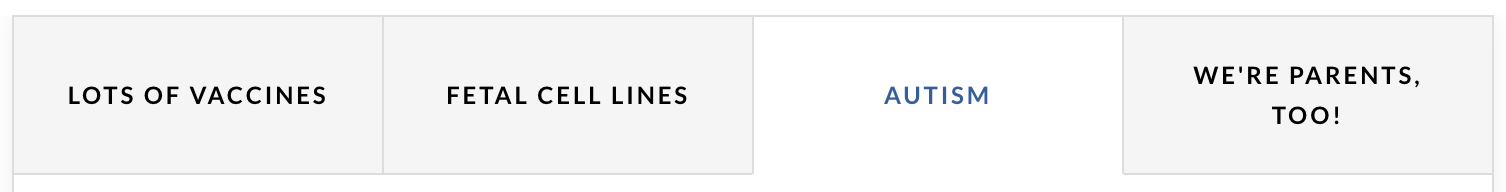 LOTS OF VACCINES
FETAL CELL LINES
AUTISM
WE'RE PARENTS,
TOO!